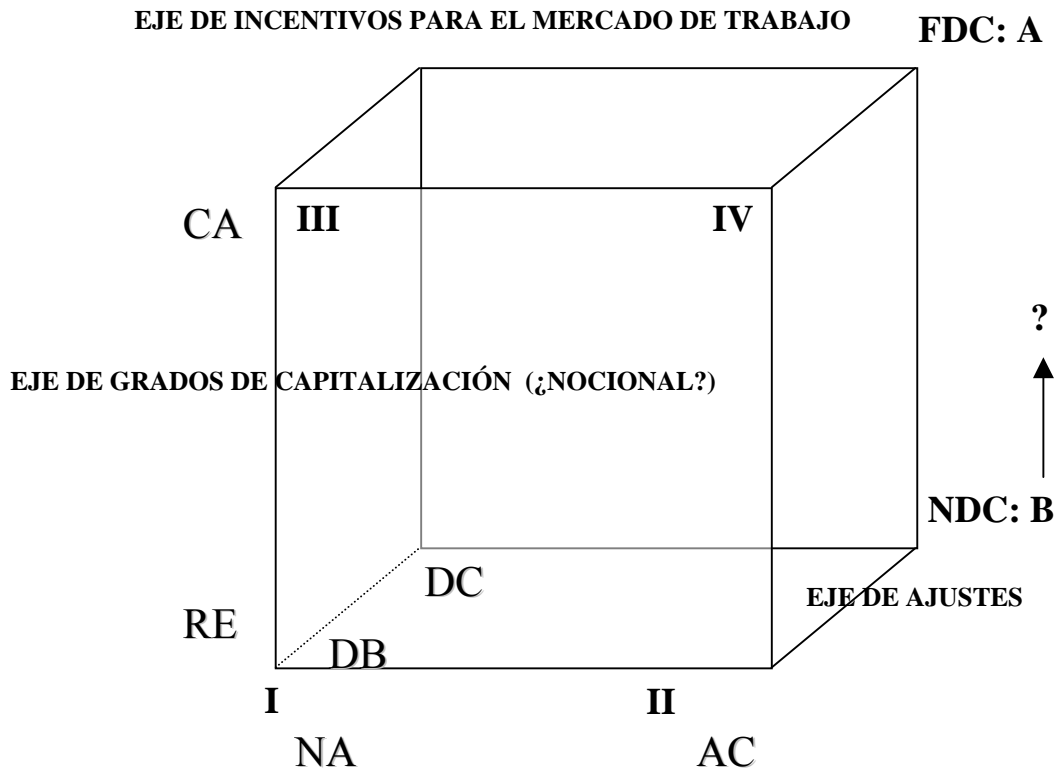 EJE DE INCENTIVOS PARA EL MERCADO DE TRABAJO
FDC: A
CA
III
IV
?
EJE DE GRADOS DE CAPITALIZACIÓN (¿NOCIONAL?)
NDC: B
DC
EJE DE AJUSTES
RE
DB
I
II
NA
AC